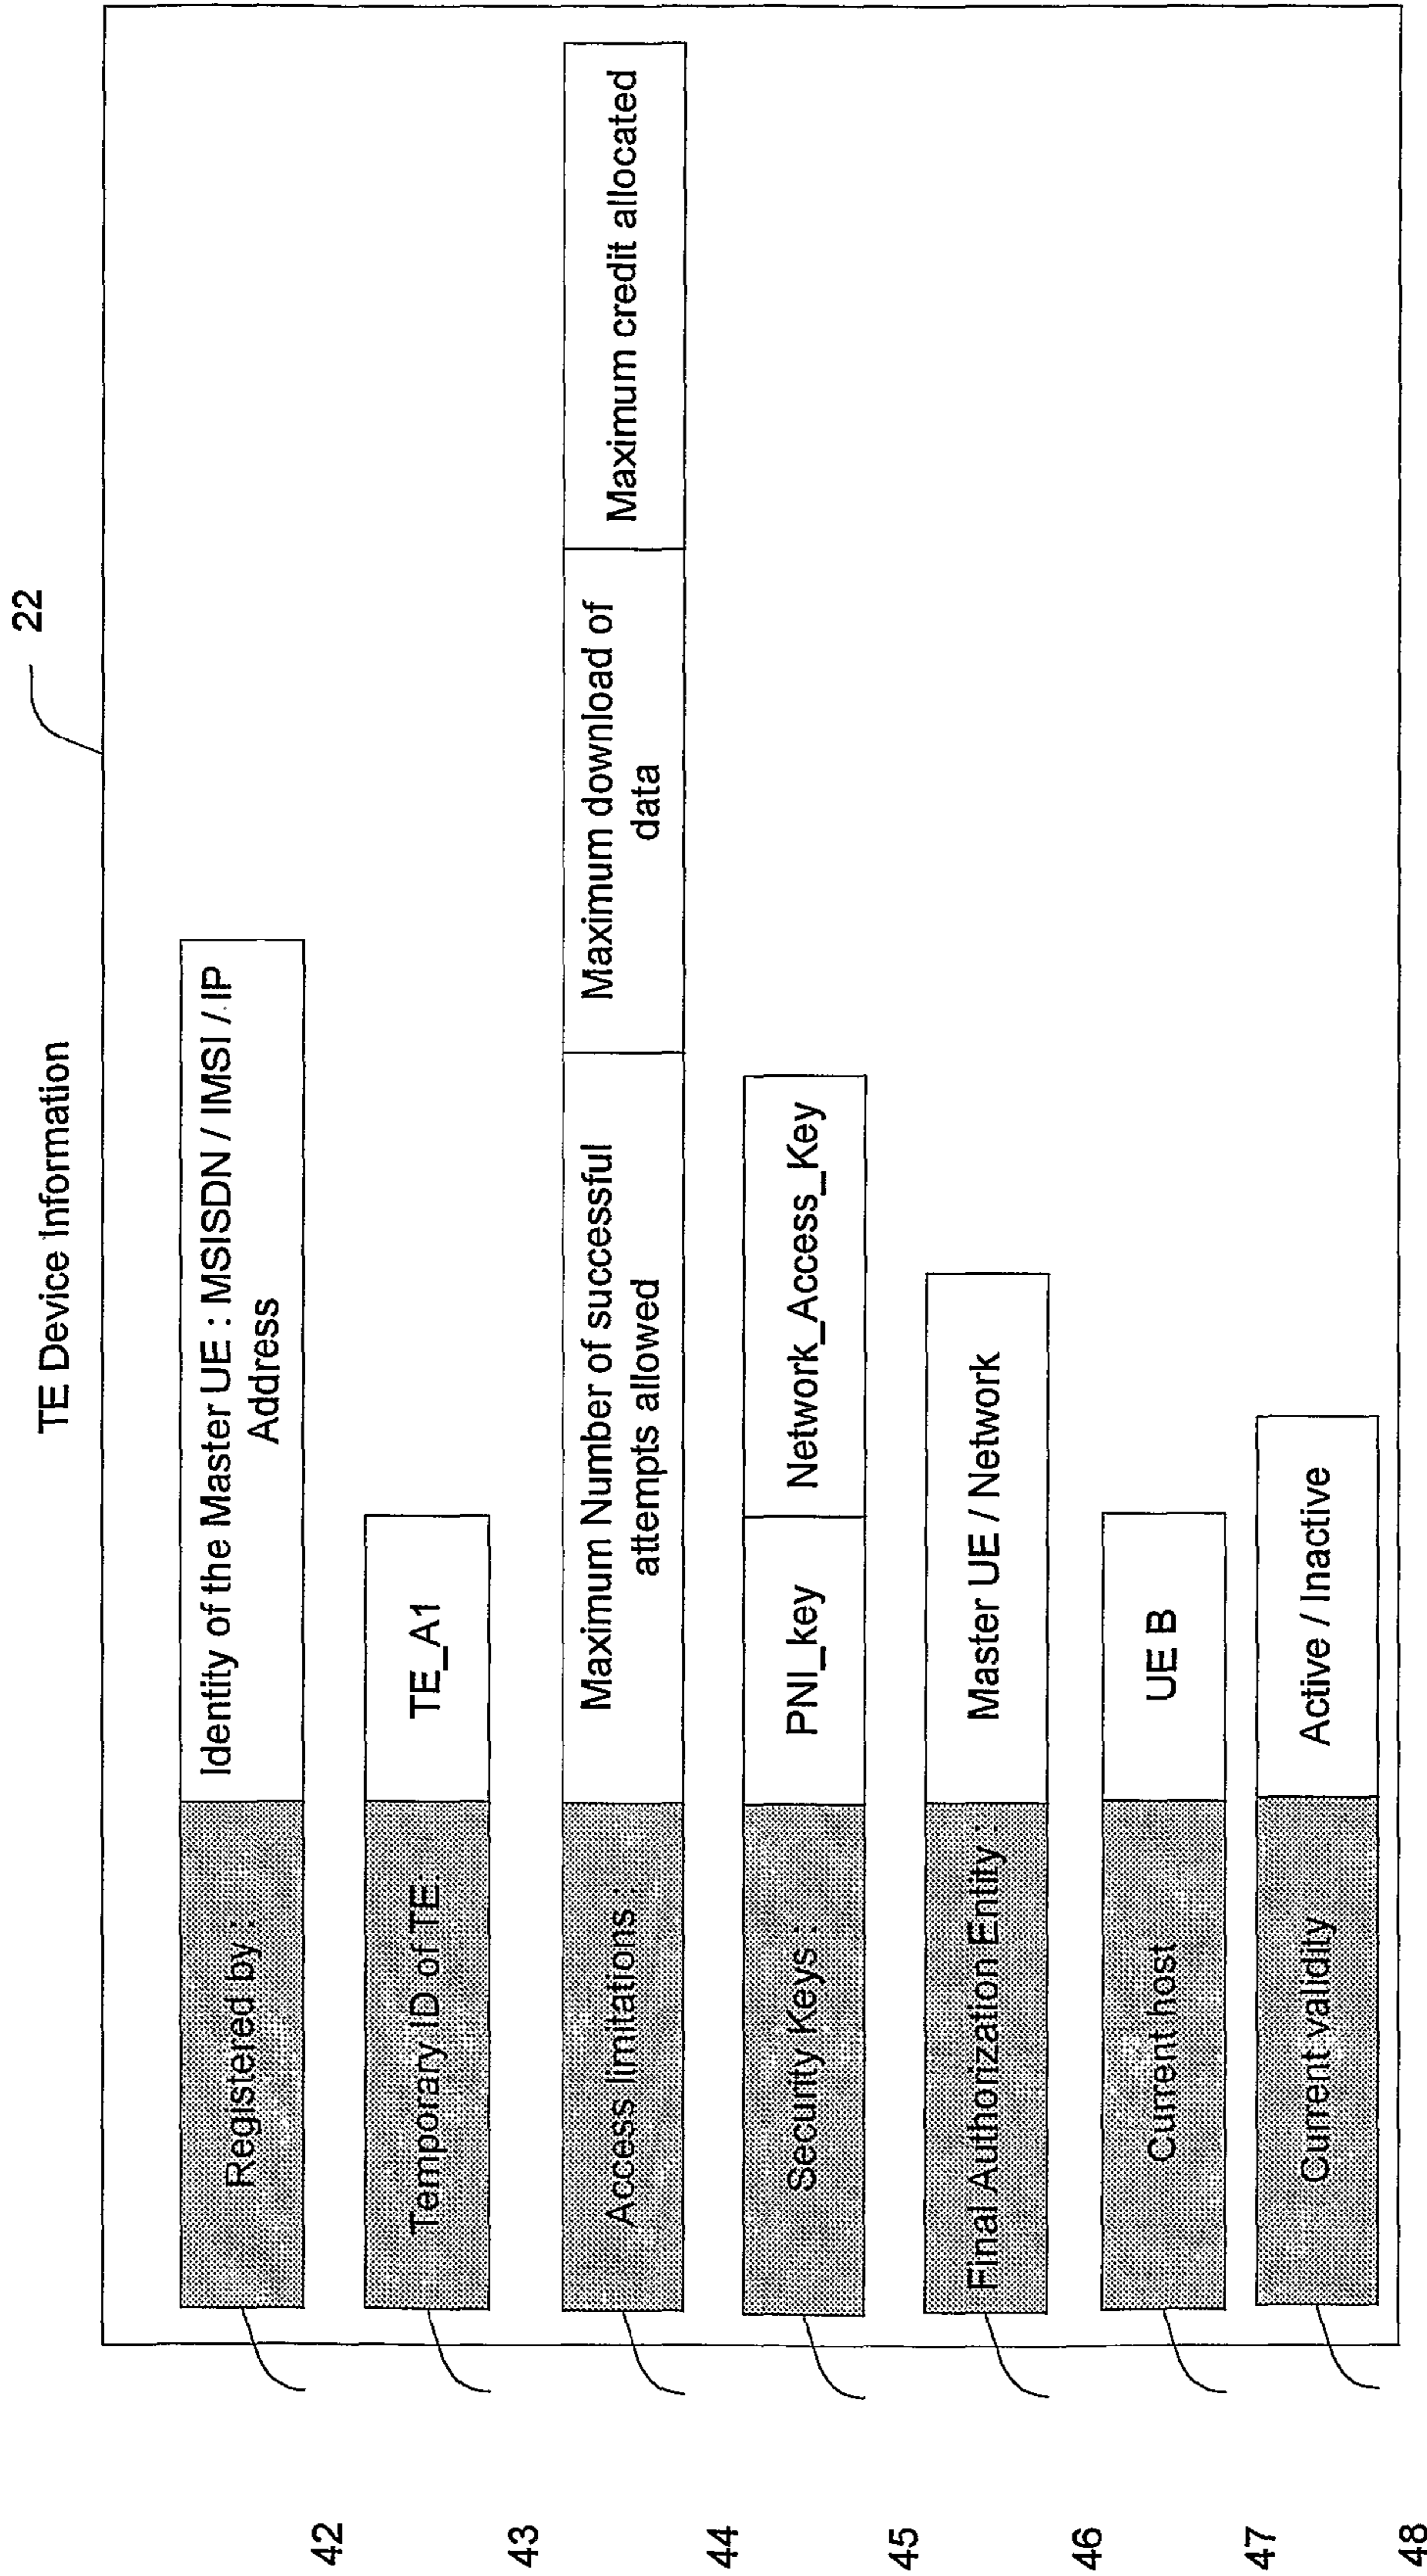 TE Device Information
22
Registered by :
Identity of the Master UE : MSISDN / IMSI / IP
Address
42
Temporary ID of TE:
TE_A1
43
Access limitations :
Maximum Number of successful
attempts allowed
Maximum download of
data
Maximum credit allocated
44
Security Keys :
PNI_key
Network_Access_Key
45
Final Authorization Entity :
Master UE / Network
46
Current host
UE B
47
Current validity
Active / Inactive
48